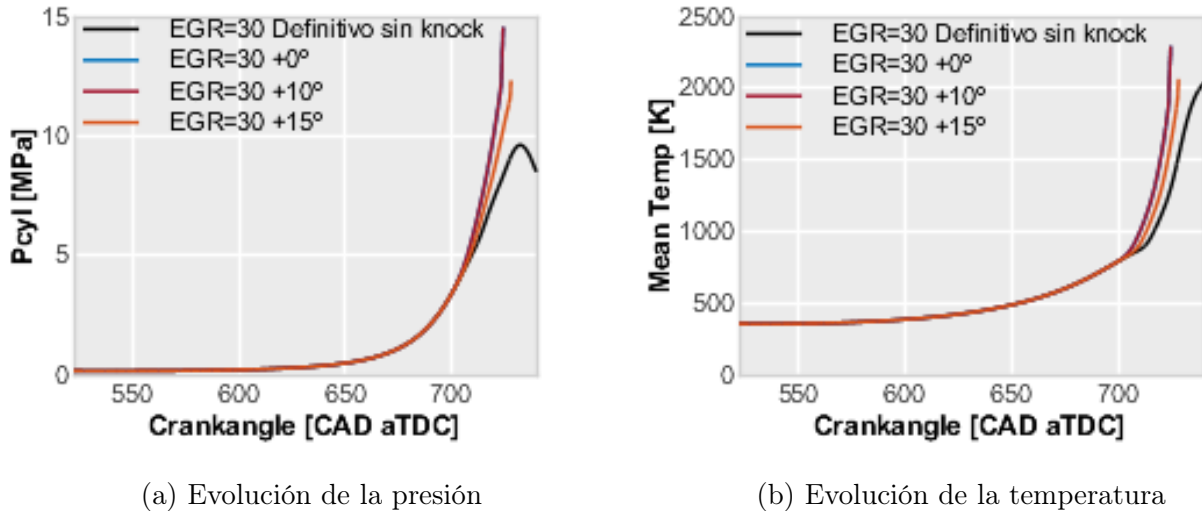 15
10
5
0
Pcyl [MPa]
EGR=30 Definitivo sin knock
EGR=30 +0º
EGR=30 +10º
EGR=30 +15º
550 600 650 700
Crankangle [CAD aTDC]
(a) Evolución de la presión
2500
2000
1500
1000
500
0
Mean Temp [K]
EGR=30 Definitivo sin knock
EGR=30 +0º
EGR=30 +10º
EGR=30 +15º
550 600 650 700
Crankangle [CAD aTDC]
(b) Evolución de la temperatura